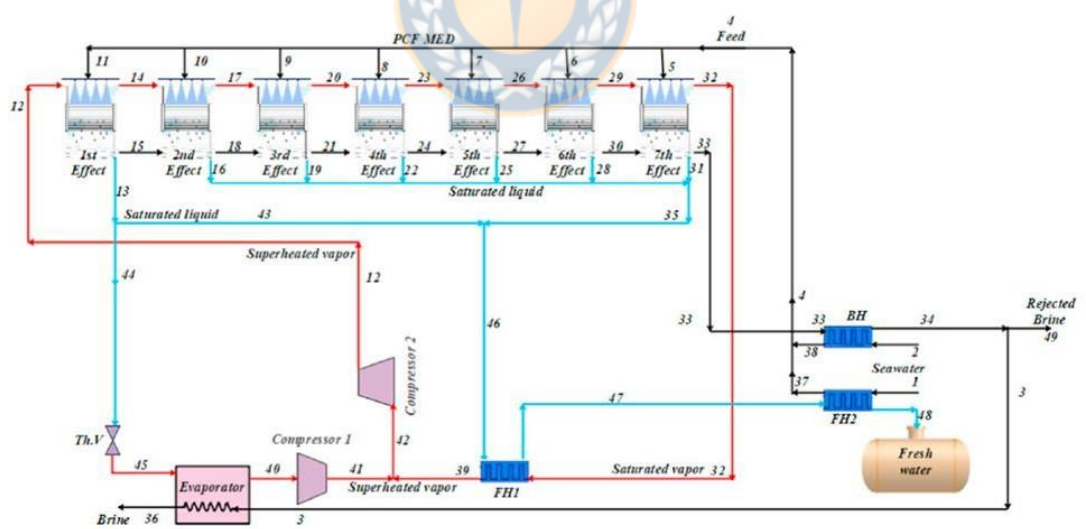 4
PCF MED
Feed
11
10
9
8
7
6
5
12
14
17
20
23
26
29
32
1st
Effect
15
2nd
Effect
18
3rd
Effect
21
4th
Effect
24
5th
Effect
27
6th
Effect
30
7th
Effect
33
13
16
19
22
25
28
31
Saturated liquid
Saturated liquid
43
35
Superheated vapor
44
12
46
33
4
33
BH
34
Rejected
Brine
49
38
2
Seawater
37
1
3
Compressor 2
47
FH2
48
Th.V
Compressor 1
42
Fresh
water
45
40
41
39
Saturated vapor 32
Superheated vapor
FH1
Evaporator
Brine
36
3